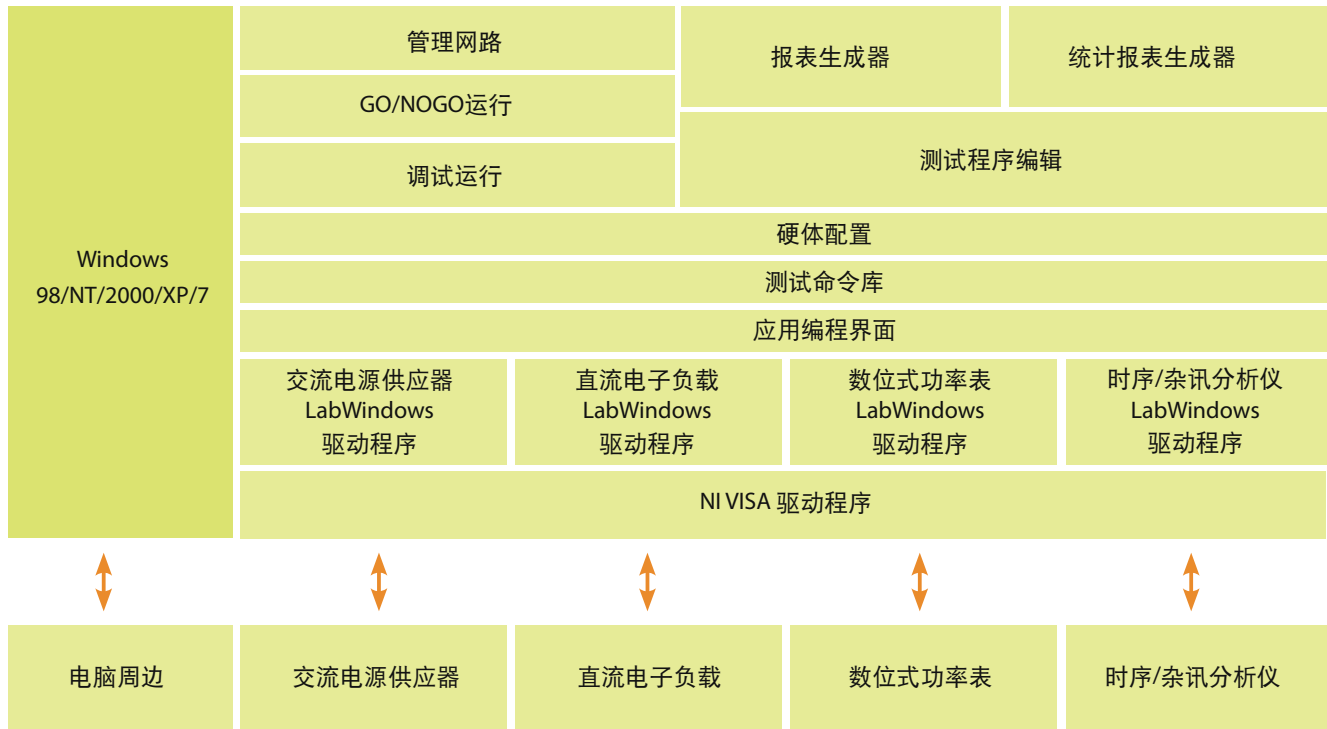 管理网路
报表生成器
统计报表生成器
GO/NOGO运行
测试程序编辑
调试运行
硬体配置
Windows
98/NT/2000/XP/7
测试命令库
应用编程界面
交流电源供应器
LabWindows
驱动程序
直流电子负载
LabWindows
驱动程序
数位式功率表
LabWindows
驱动程序
时序/杂讯分析仪
LabWindows
驱动程序
NI VISA 驱动程序
电脑周边
交流电源供应器
直流电子负载
数位式功率表
时序/杂讯分析仪